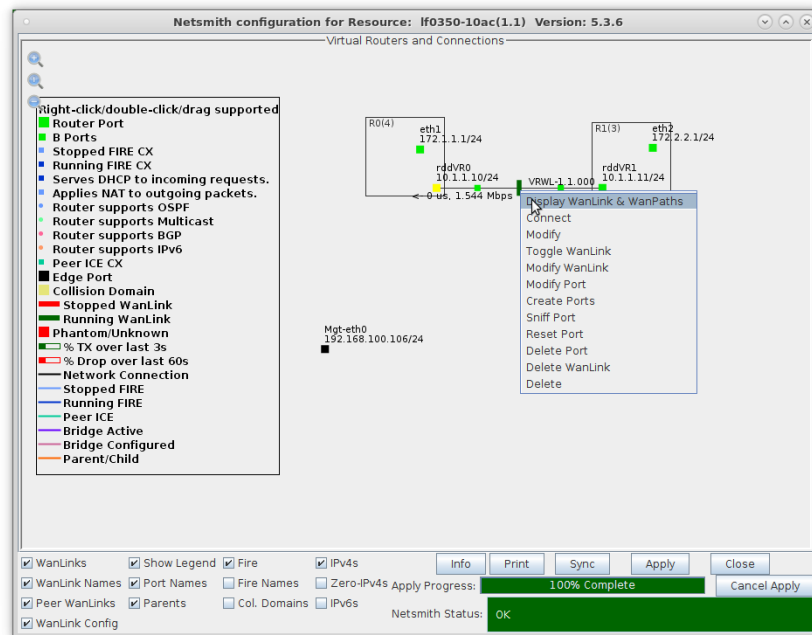 Netsmith configuration for Resource: lf0350-10ac(1.1) Version: 5.3.6
Virtual Routers and Connections
Right-click/double-click/drag supported
Router Port
B Ports
Stopped FIRE CX
Running FIRE CX
Serves DHCP to incoming requests.
Applies NAT to outgoing packets.
Router supports OSPF
Router supports Multicast
Router supports BGP
Router supports IPv6
Peer ICE CX
Edge Port
Collision Domain
Stopped WanLink
Running WanLink
Phantom/Unknown
% TX over last 3s
% Drop over last 60s
Network Connection
Stopped FIRE
Running FIRE
Peer ICE
Bridge Active
Bridge Configured
Parent/Child
R0(4)
eth1
172.1.1.1/24
rddVR0
10.1.1.10/24
< 0 us, 1.544 Mbps
VRWL-1.1.000
R1(3)
eth2
172.2.2.1/24
rddVR1
10.1.1.11/24
Mgt-eth0
192.168.100.106/24
Display WanLink & WanPaths
Connect
Modify
Toggle WanLink
Modify WanLink
Modify Port
Create Ports
Sniff Port
Reset Port
Delete Port
Delete WanLink
Delete
WanLinks Show Legend Fire IPv4s Info Print Sync Apply Close
WanLink Names Port Names Fire Names Zero-IPv4s Apply Progress: 100% Complete Cancel Apply
Peer WanLinks Parents Col. Domains IPv6s
WanLink Config
Netsmith Status: OK